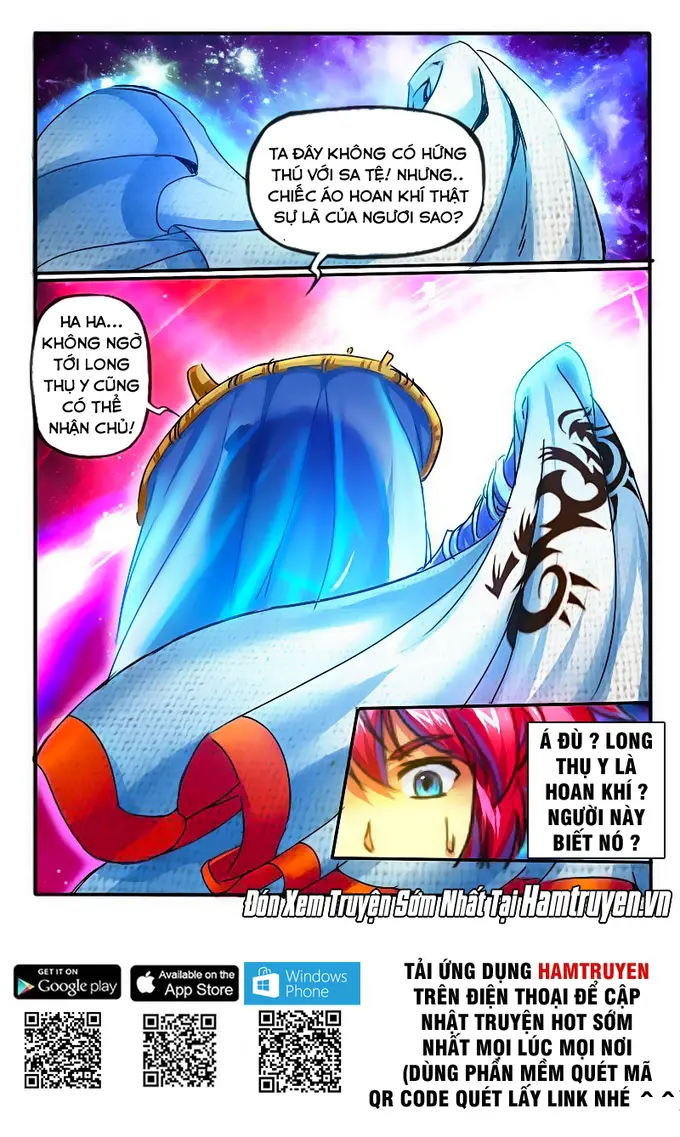 TA ĐÂY KHÔNG CÓ HỨNG
THÚ VỚI SA TỆ! NHƯNG..
CHIẾC ÁO HOAN KHÍ THẬT
SỰ LÀ CỦA NGƯƠI SAO?
HA HA...
KHÔNG NGỜ
TỚI LONG
THỤ Y CŨNG
CÓ THỂ
NHẬN CHỦ!
Á ĐÙ ? LONG
THỤ Y LÀ
HOAN KHÍ ?
NGƯỜI NÀY
BIẾT NÓ ?
Đón Xem Truyện Sớm Nhất Tại Hamtruyen.vn
GET IT ON
Google play
Available on the
App Store
Windows
Phone
TẢI ỨNG DỤNG HAMTRUYEN
TRÊN ĐIỆN THOẠI ĐỂ CẬP
NHẬT TRUYỆN HOT SỚM
NHẤT MỌI LÚC MỌI NƠI
(DÙNG PHẦN MỀM QUÉT MÃ
QR CODE QUÉT LẤY LINK NHÉ ^ ^)